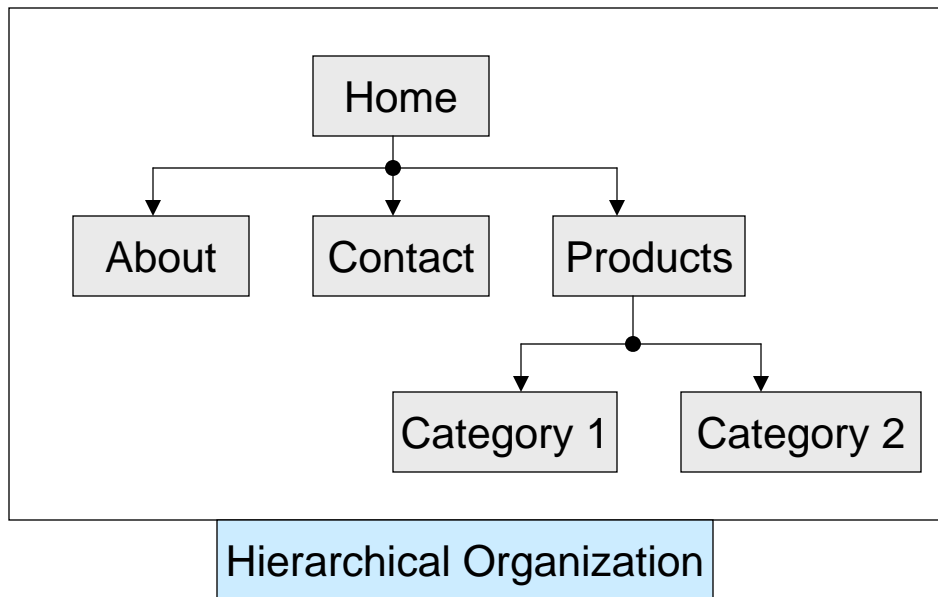 Home
About
Contact
Products
Category 1
Category 2
Hierarchical Organization